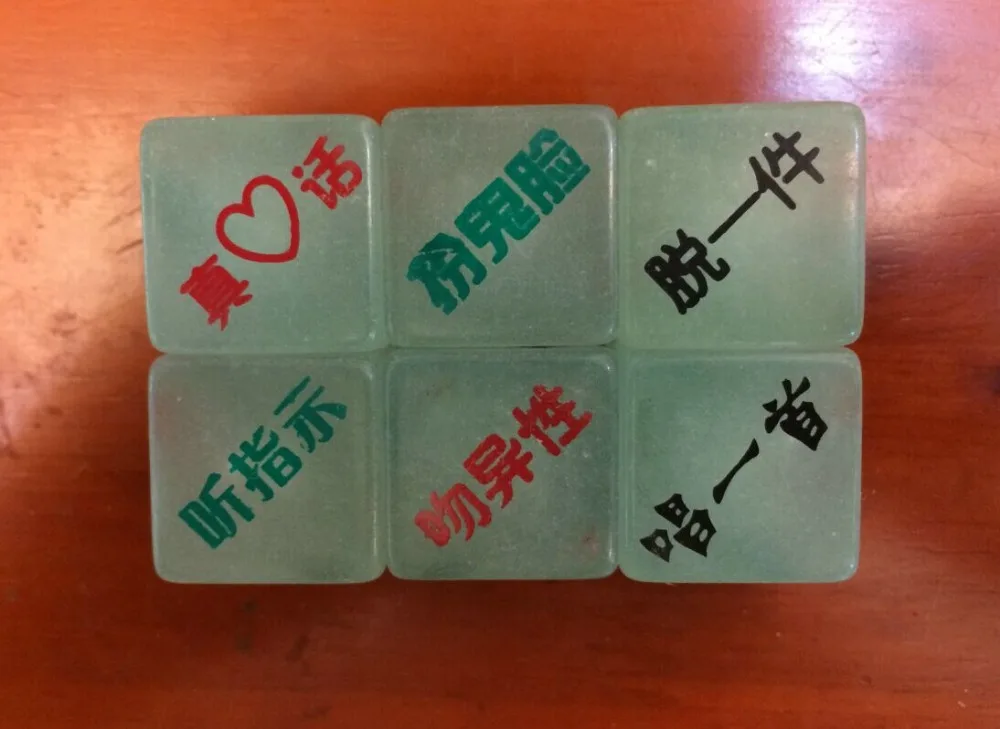 真♡话
扮鬼脸
脱一件
听指示
吻异性
唱一首